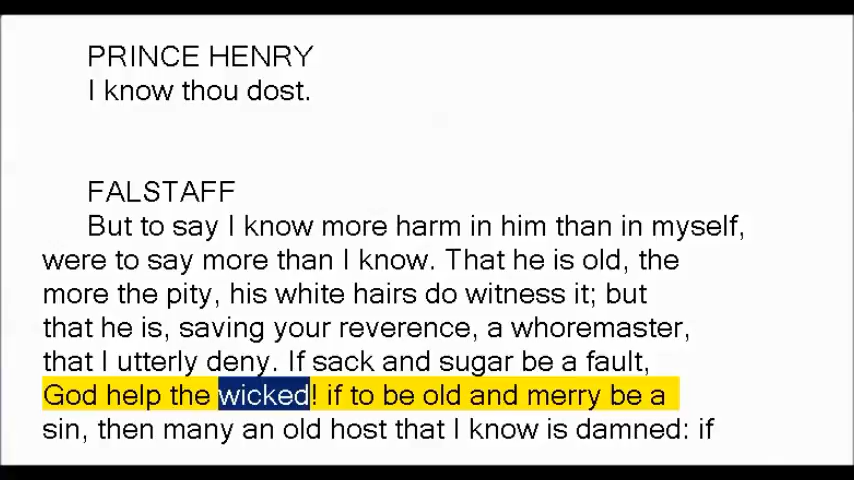 PRINCE HENRY
I know thou dost.
FALSTAFF
But to say I know more harm in him than in myself,
were to say more than I know. That he is old, the
more the pity, his white hairs do witness it; but
that he is, saving your reverence, a whoremaster,
that I utterly deny. If sack and sugar be a fault,
God help the wicked! if to be old and merry be a
sin, then many an old host that I know is damned: if